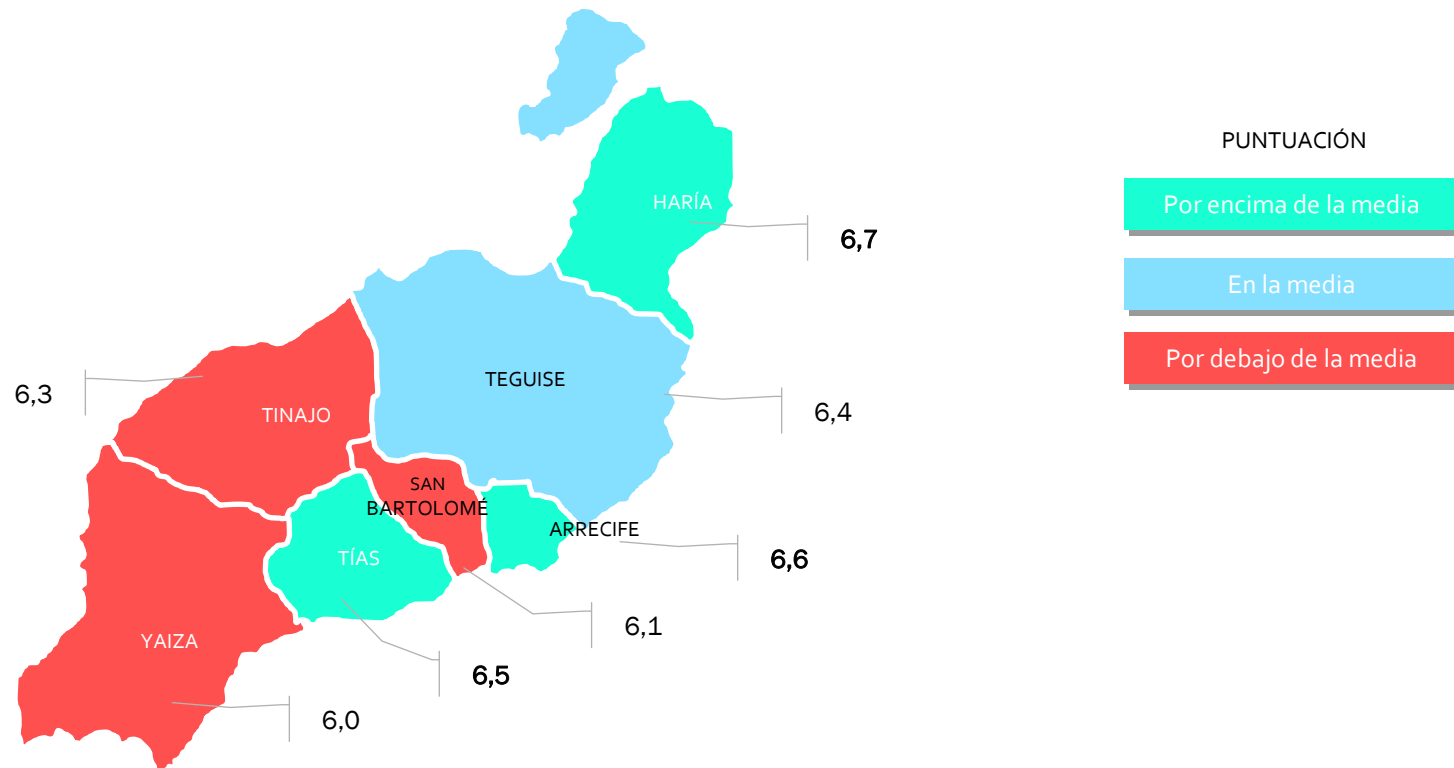 PUNTUACIÓN
Por encima de la media
En la media
Por debajo de la media
HARÍA
6,7
TEGUISE
6,4
6,3
TINAJO
SAN
BARTOLOMÉ
ARRECIFE
6,6
TÍAS
6,1
YAIZA
6,5
6,0